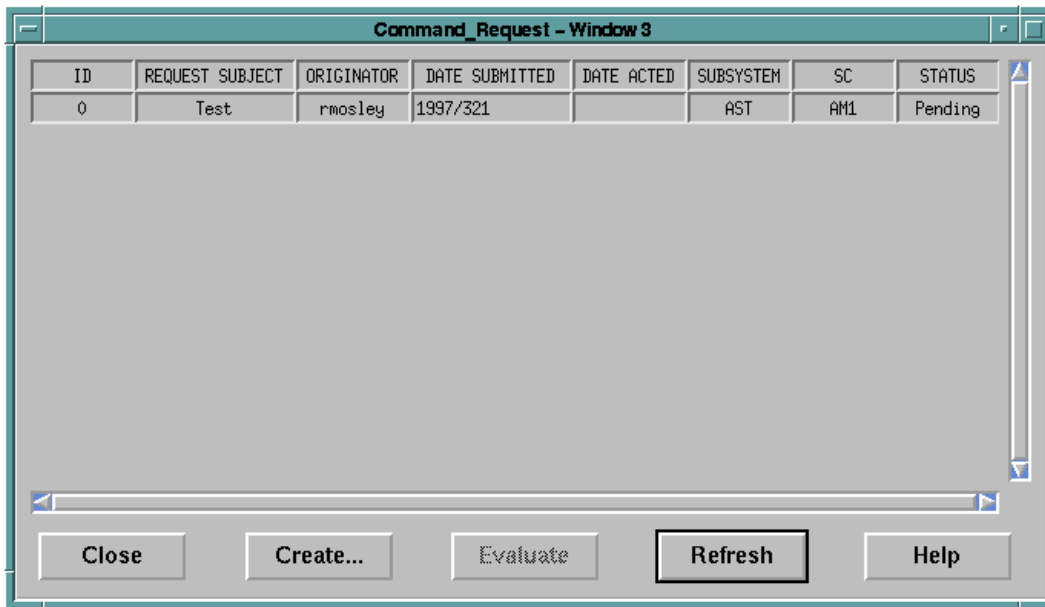 Command_Request – Window 3
ID REQUEST SUBJECT ORIGINATOR DATE SUBMITTED DATE ACTED SUBSYSTEM SC STATUS
0 Test rmosley 1997/321 AST AM1 Pending
Close Create... Evaluate Refresh Help